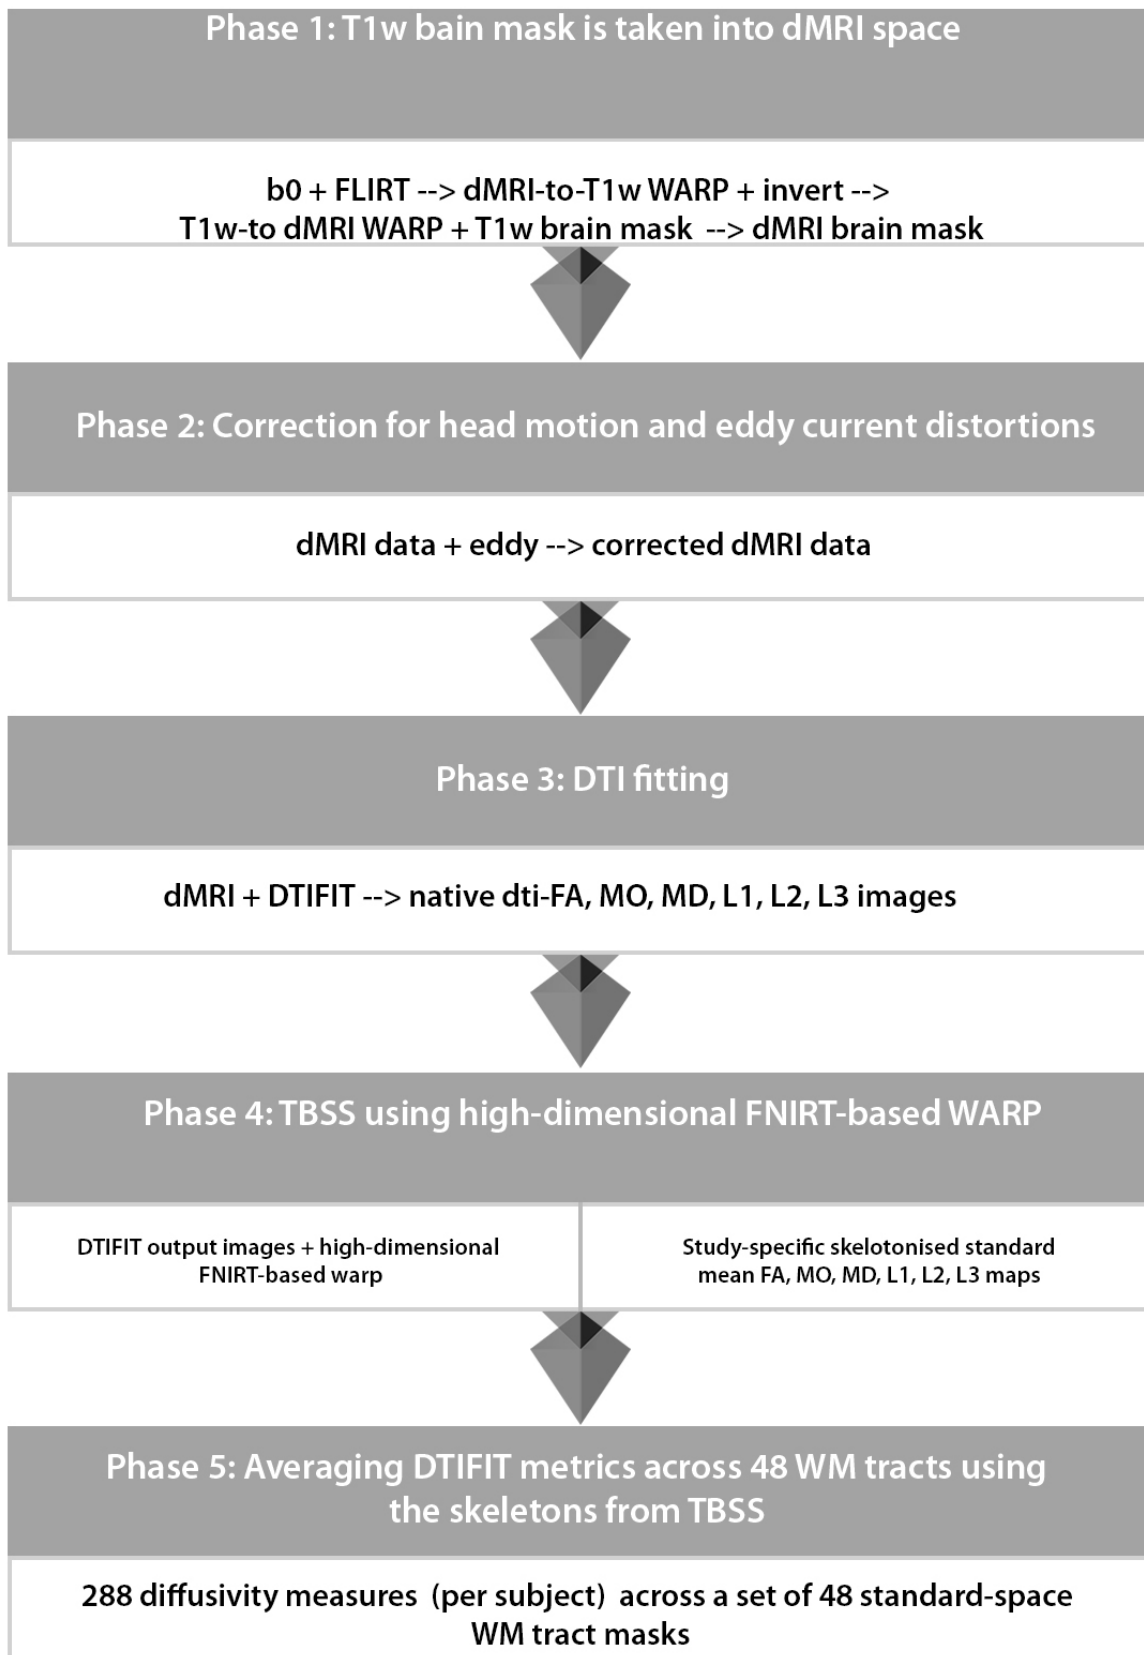 Phase 1: T1w bain mask is taken into dMRI space
b0 + FLIRT --> dMRI-to-T1w WARP + invert -->
T1w-to dMRI WARP + T1w brain mask --> dMRI brain mask
Phase 2: Correction for head motion and eddy current distortions
dMRI data + eddy --> corrected dMRI data
Phase 3: DTI fitting
dMRI + DTIFIT --> native dti-FA, MO, MD, L1, L2, L3 images
Phase 4: TBSS using high-dimensional FNIRT-based WARP
DTIFIT output images + high-dimensional
FNIRT-based warp
Study-specific skelotonised standard
mean FA, MO, MD, L1, L2, L3 maps
Phase 5: Averaging DTIFIT metrics across 48 WM tracts using
the skeletons from TBSS
288 diffusivity measures (per subject) across a set of 48 standard-space
WM tract masks